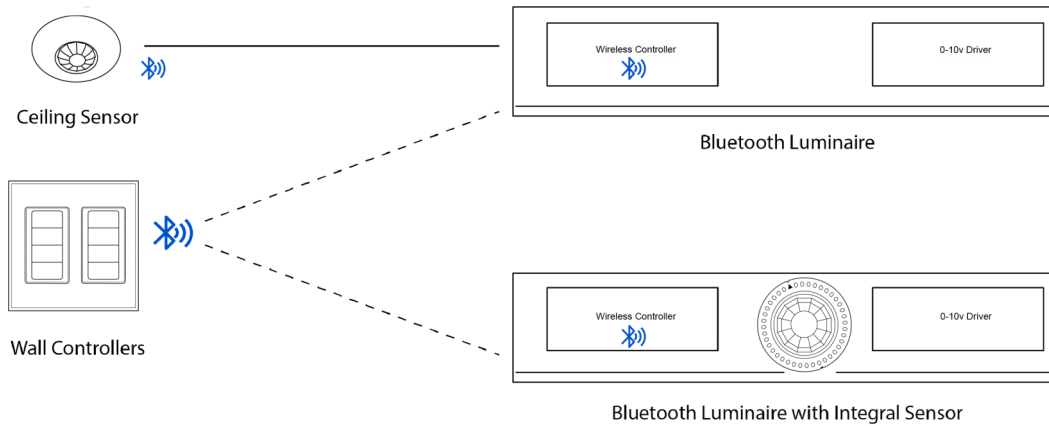 Wireless Controller
0-10v Driver
Ceiling Sensor
Bluetooth Luminaire
Wall Controllers
Wireless Controller
0-10v Driver
Bluetooth Luminaire with Integral Sensor